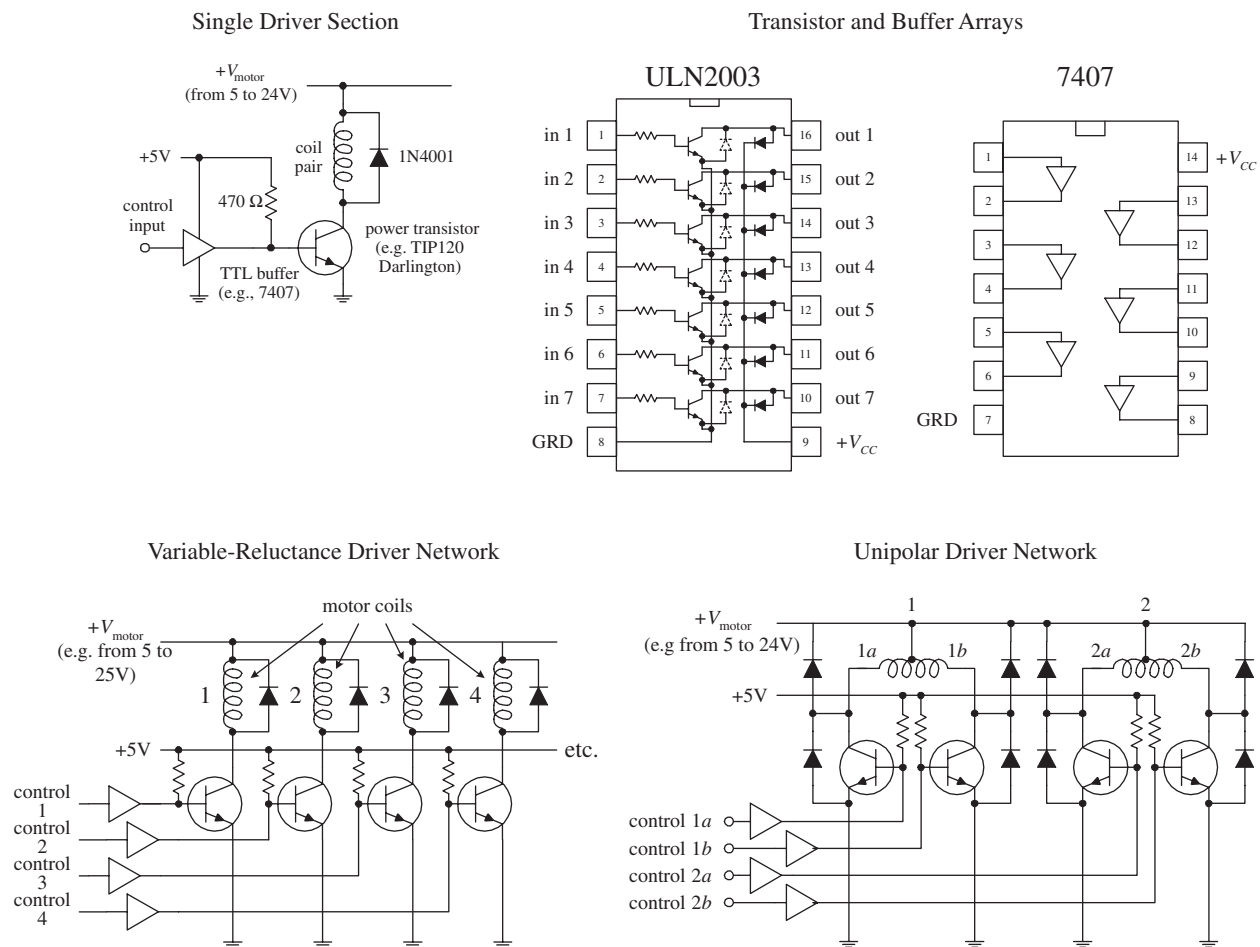 Single Driver Section
+Vmotor
(from 5 to 24V)
+5V
coil
pair
1N4001
470 Ω
control
input
power transistor
(e.g. TIP120
Darlington)
TTL buffer
(e.g., 7407)
Transistor and Buffer Arrays
ULN2003
in 1 1 16 out 1
in 2 2 15 out 2
in 3 3 14 out 3
in 4 4 13 out 4
in 5 5 12 out 5
in 6 6 11 out 6
in 7 7 10 out 7
GRD 8 9 +VCC
7407
1 14 +VCC
2 13
3 12
4 11
5 10
6 9
GRD 7 8
Variable-Reluctance Driver Network
motor coils
+Vmotor
(e.g. from 5 to
25V)
1 2 3 4
+5V
etc.
control
1
control
2
control
3
control
4
Unipolar Driver Network
1 2
+Vmotor
(e.g from 5 to 24V)
1a 1b 2a 2b
+5V
control 1a
control 1b
control 2a
control 2b